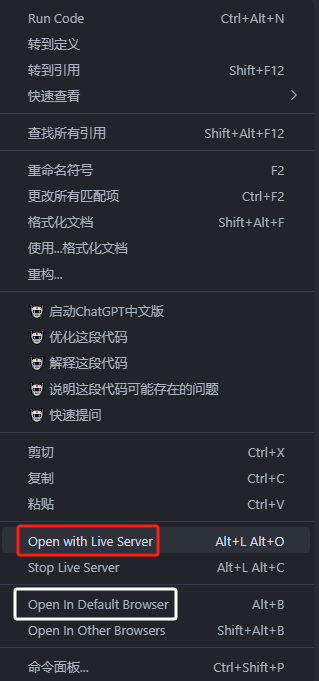 Run Code Ctrl+Alt+N
转到定义
转到引用 Shift+F12
快速查看
查找所有引用 Shift+Alt+F12
重命名符号 F2
更改所有匹配项 Ctrl+F2
格式化文档 Shift+Alt+F
使用...格式化文档
重构...
启动ChatGPT中文版
优化这段代码
解释这段代码
说明这段代码可能存在的问题
快速提问
剪切 Ctrl+X
复制 Ctrl+C
粘贴 Ctrl+V
Open with Live Server Alt+L Alt+O
Stop Live Server Alt+L Alt+C
Open In Default Browser Alt+B
Open In Other Browsers Shift+Alt+B
命令面板... Ctrl+Shift+P